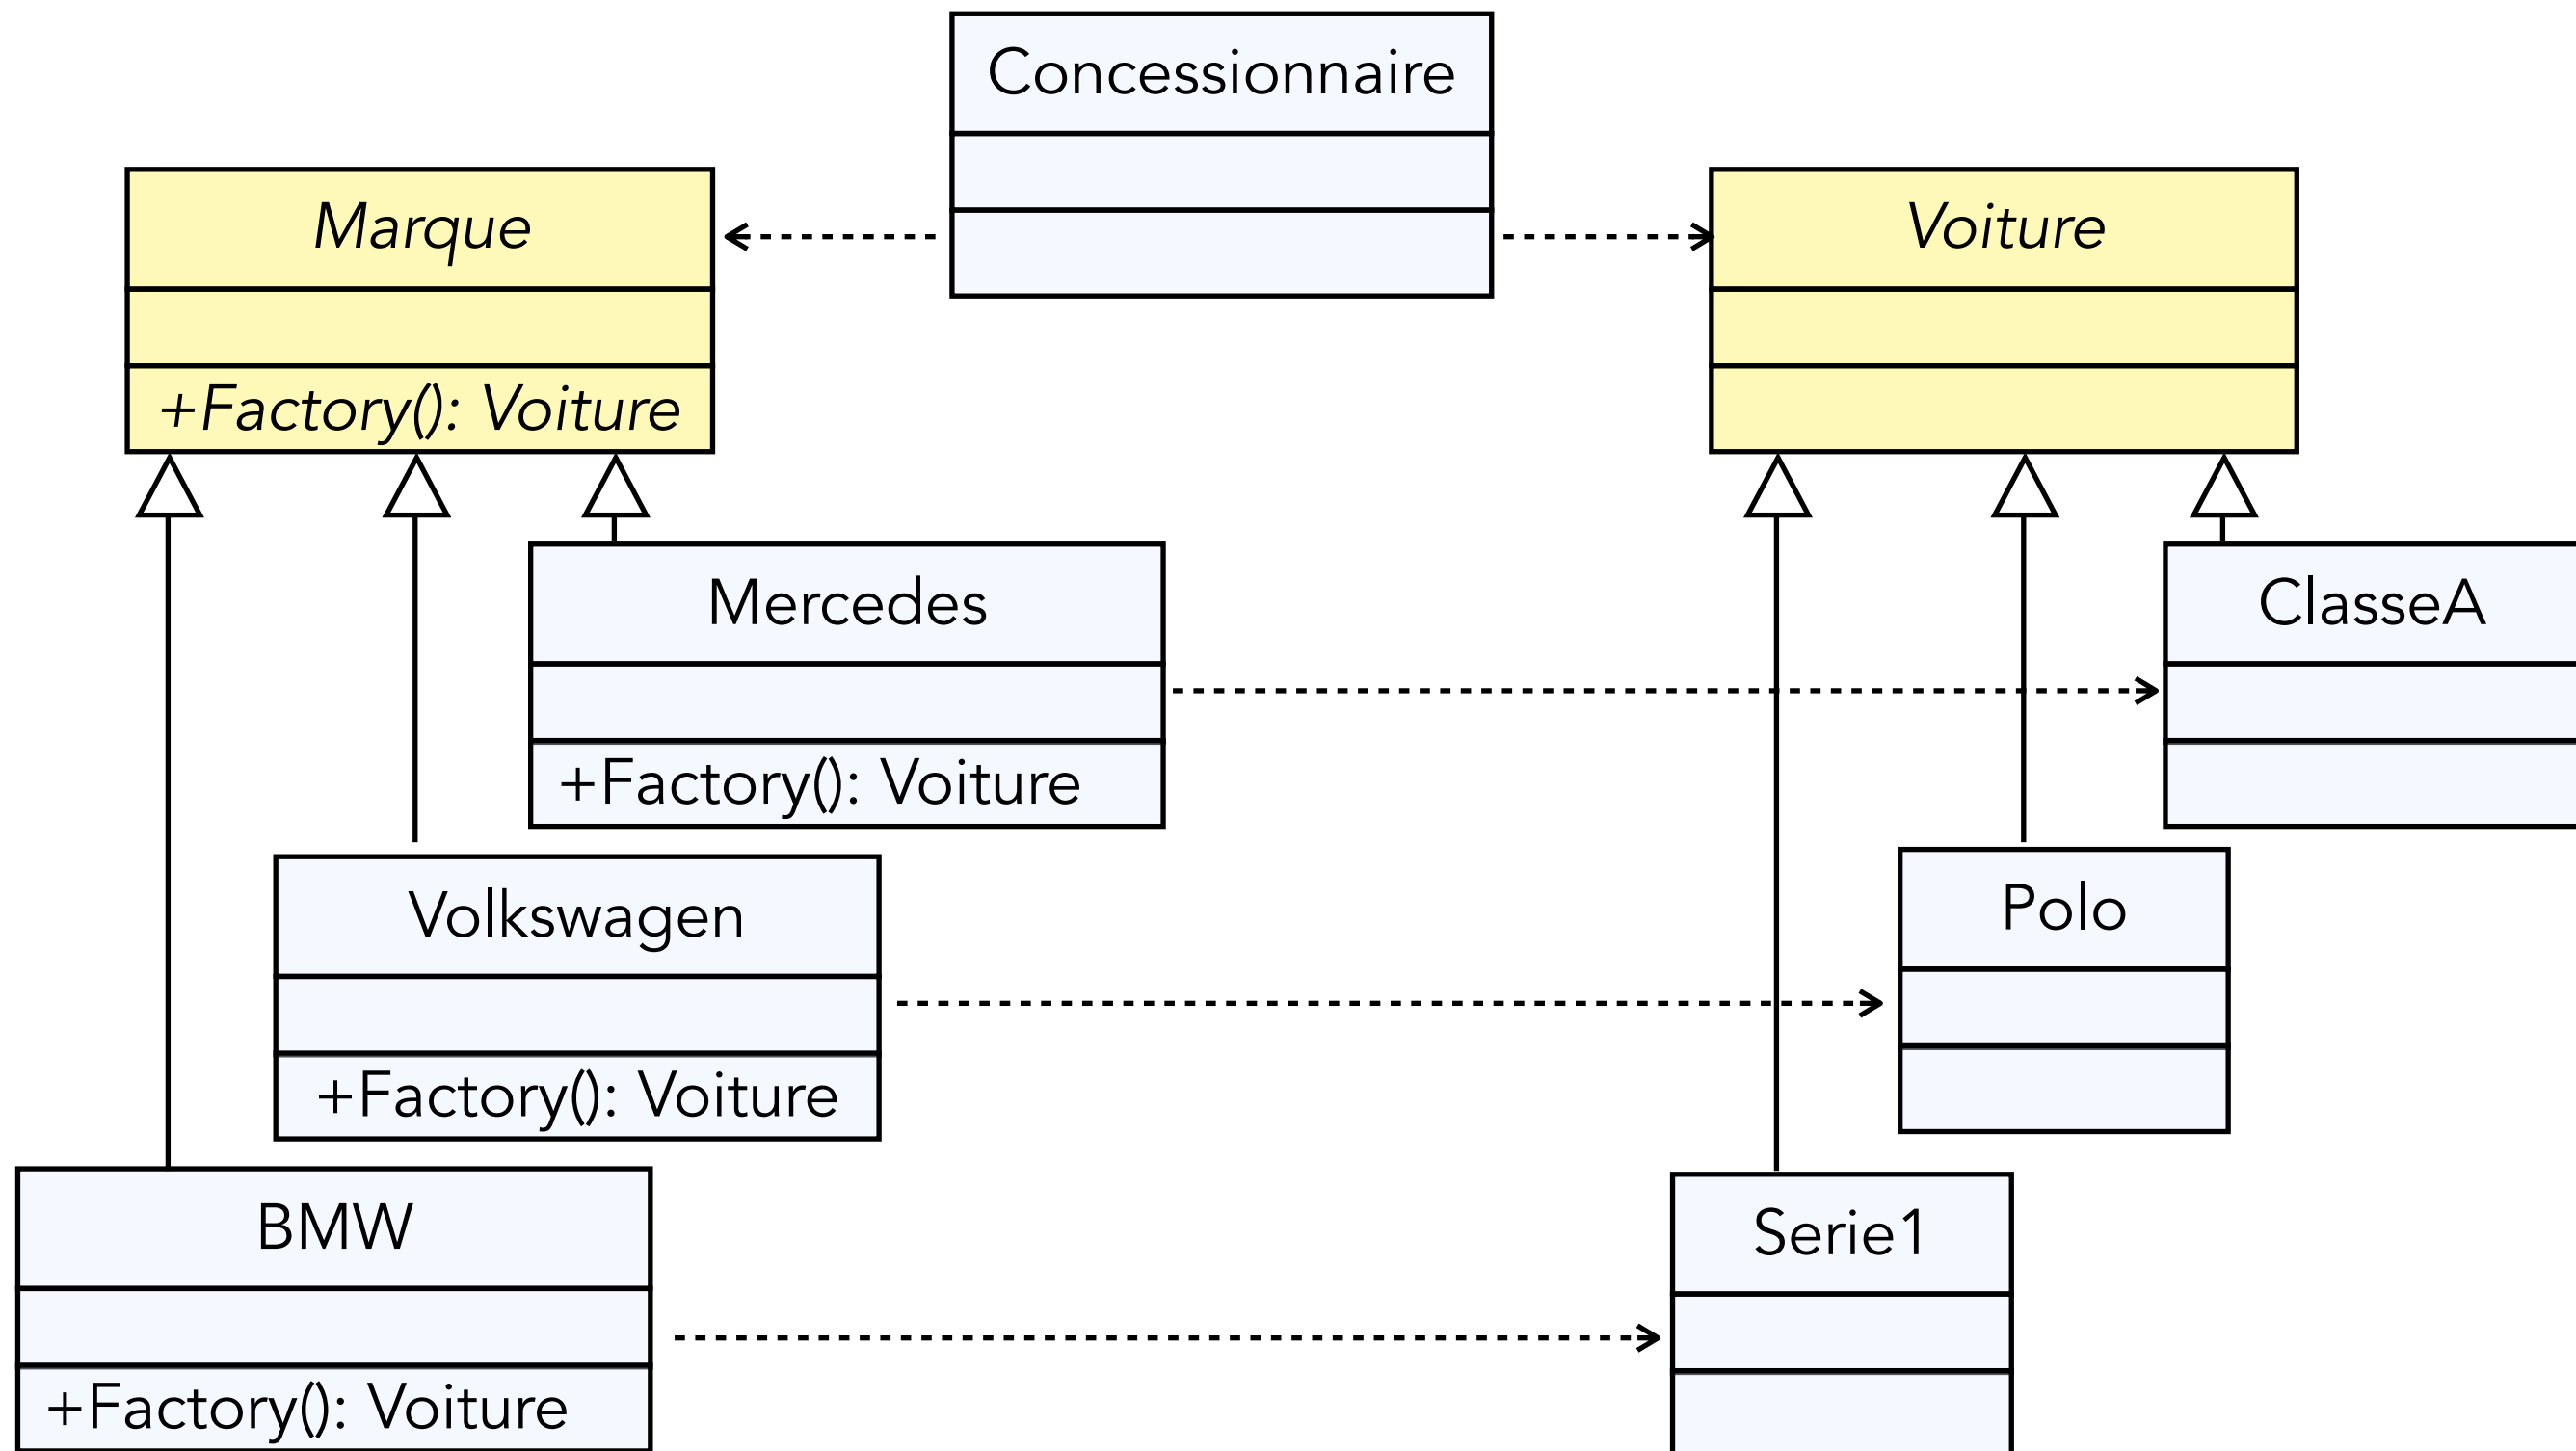 Concessionnaire
Marque
+Factory(): Voiture
Voiture
Mercedes
+Factory(): Voiture
ClasseA
Volkswagen
+Factory(): Voiture
Polo
BMW
+Factory(): Voiture
Serie1